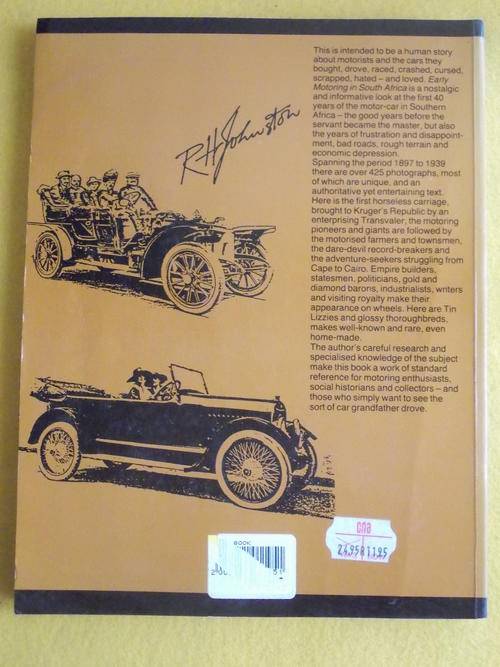 This is intended to be a human story
about motorists and the cars they
bought, drove, raced, crashed, cursed,
scrapped, hated – and loved. Early
Motoring in South Africa is a nostalgic
and informative look at the first 40
years of the motor-car in Southern
Africa – the good years before the
servant became the master, but also
the years of frustration and disappoint-
ment, bad roads, rough terrain and
economic depression.
Spanning the period 1897 to 1939
there are over 425 photographs, most
of which are unique, and an
authoritative yet entertaining text.
Here is the first horseless carriage,
brought to Kruger's Republic by an
enterprising Transvaler, the motoring
pioneers and giants are followed by
the motorised farmers and townsmen,
the dare-devil record-breakers and
the adventure-seekers struggling from
Cape to Cairo. Empire builders,
statesmen, politicians, gold and
diamond barons, industrialists, writers
and visiting royalty make their
appearance on wheels. Here are Tin
Lizzies and glossy thoroughbreds,
makes well-known and rare, even
home-made.
The author's careful research and
specialised knowledge of the subject
make this book a work of standard
reference for motoring enthusiasts,
social historians and collectors – and
those who simply want to see the
sort of car grandfather drove.
RHJohnston
BOOK
cna